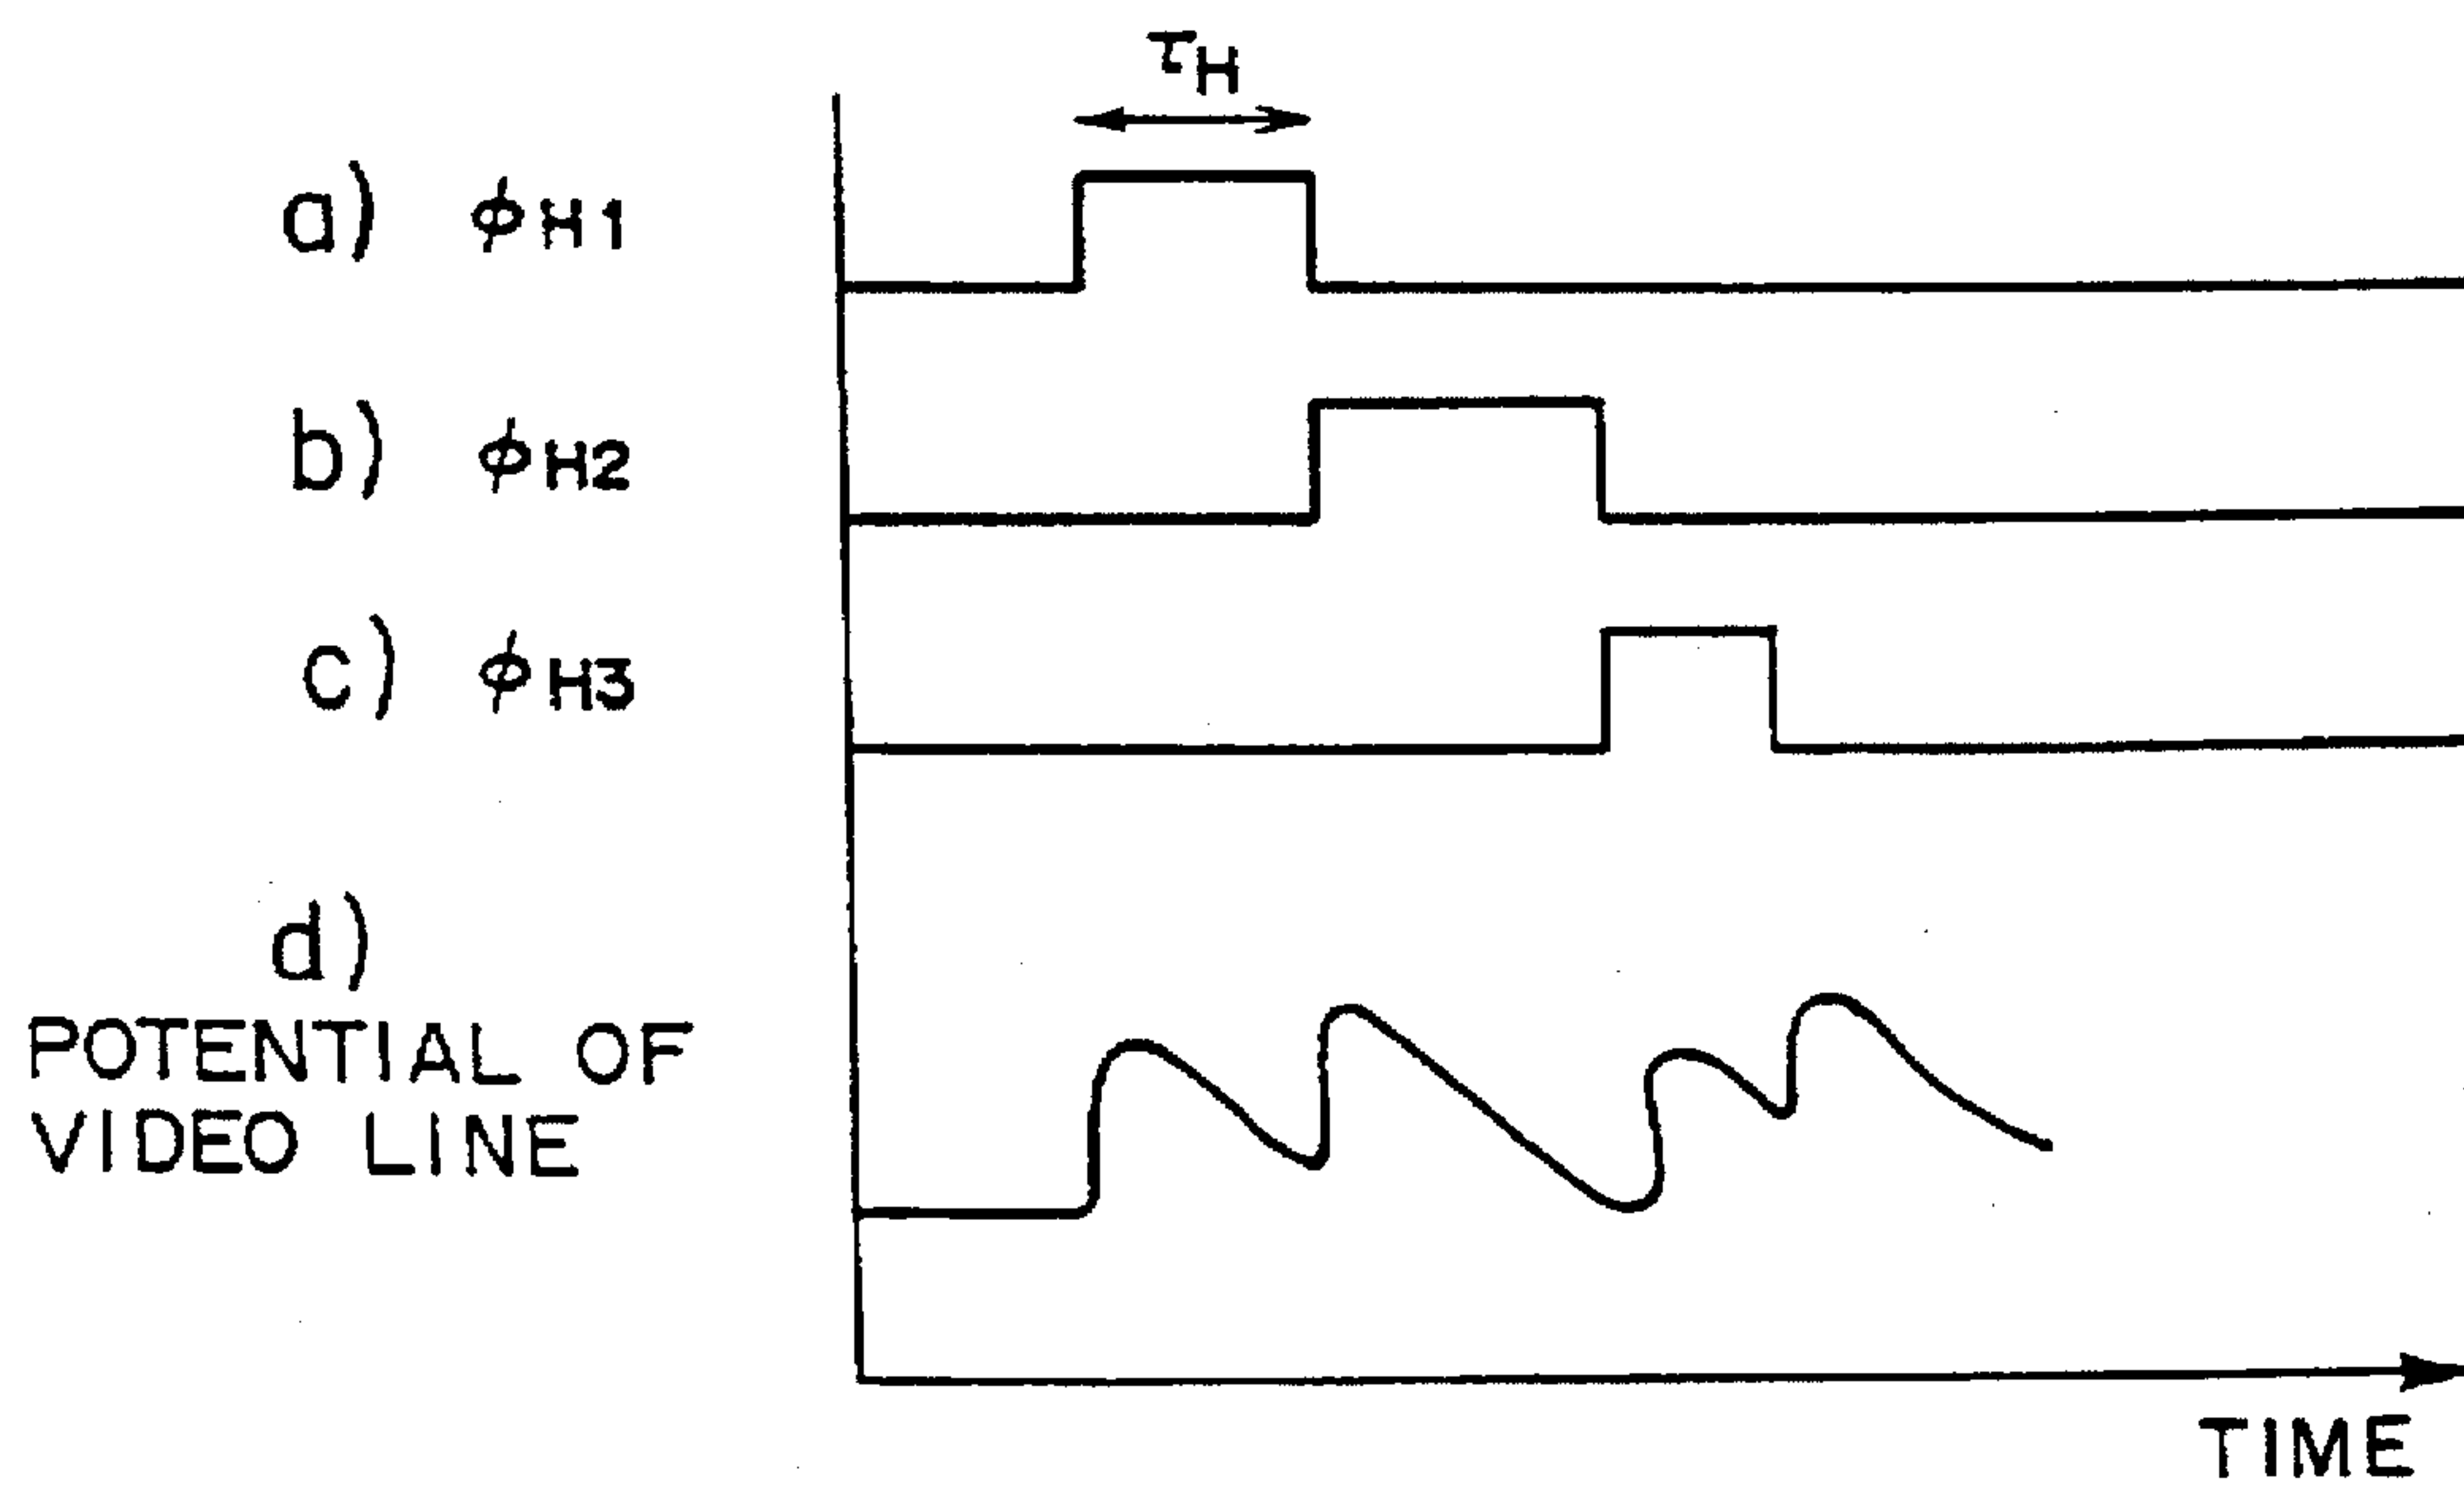 τH
a) φH1
b) φH2
c) φH3
d)
POTENTIAL OF
VIDEO LINE
TIME